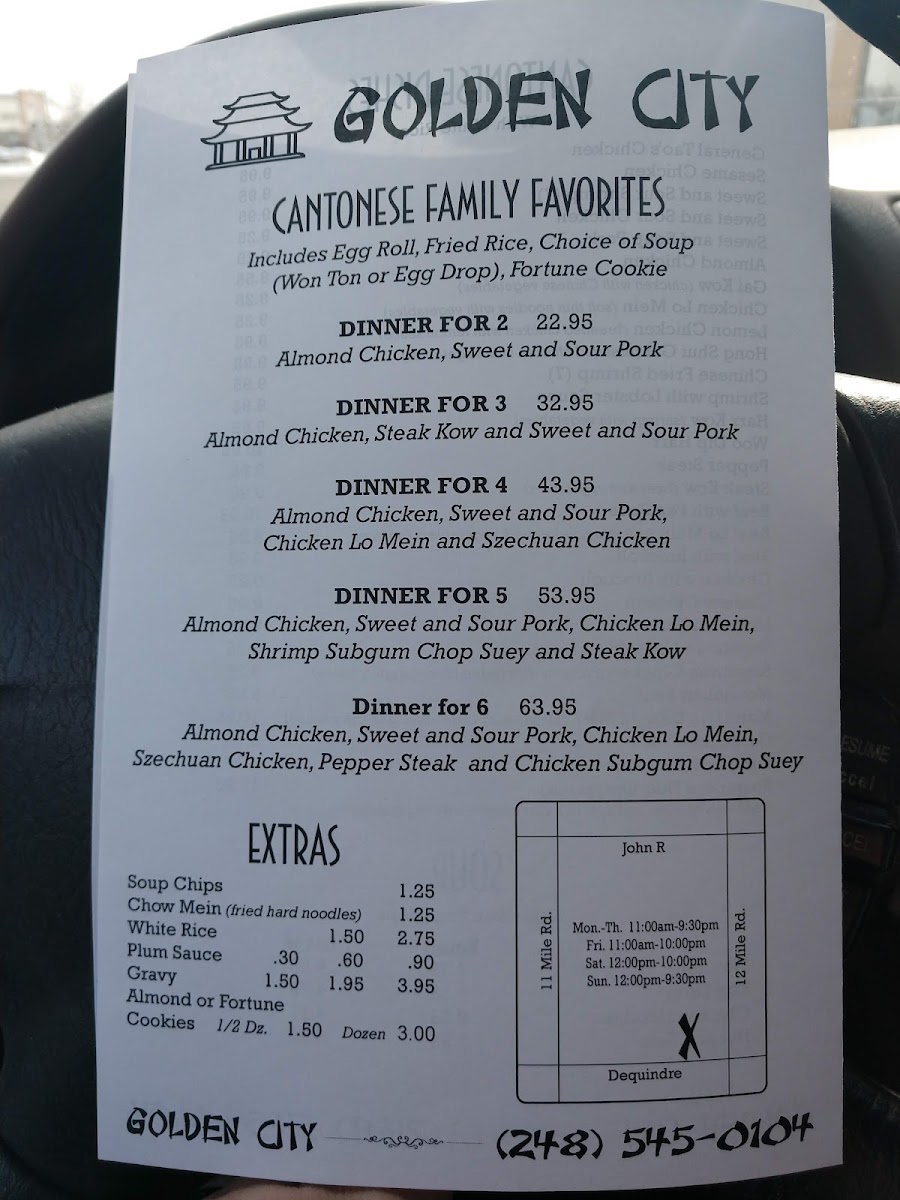 GOLDEN CITY
CANTONESE FAMILY FAVORITES
Includes Egg Roll, Fried Rice, Choice of Soup
(Won Ton or Egg Drop), Fortune Cookie
DINNER FOR 2 22.95
Almond Chicken, Sweet and Sour Pork
DINNER FOR 3 32.95
Almond Chicken, Steak Kow and Sweet and Sour Pork
DINNER FOR 4 43.95
Almond Chicken, Sweet and Sour Pork,
Chicken Lo Mein and Szechuan Chicken
DINNER FOR 5 53.95
Almond Chicken, Sweet and Sour Pork, Chicken Lo Mein,
Shrimp Subgum Chop Suey and Steak Kow
Dinner for 6 63.95
Almond Chicken, Sweet and Sour Pork, Chicken Lo Mein,
Szechuan Chicken, Pepper Steak and Chicken Subgum Chop Suey
EXTRAS
Soup Chips 1.25
Chow Mein (fried hard noodles) 1.25
White Rice 1.50 2.75
Plum Sauce .30 .60 .90
Gravy 1.50 1.95 3.95
Almond or Fortune
Cookies 1/2 Dz. 1.50 Dozen 3.00
John R
11 Mile Rd.
Mon.-Th. 11:00am-9:30pm
Fri. 11:00am-10:00pm
Sat. 12:00pm-10:00pm
Sun. 12:00pm-9:30pm
12 Mile Rd.
X
Dequindre
GOLDEN CITY (248) 545-0104